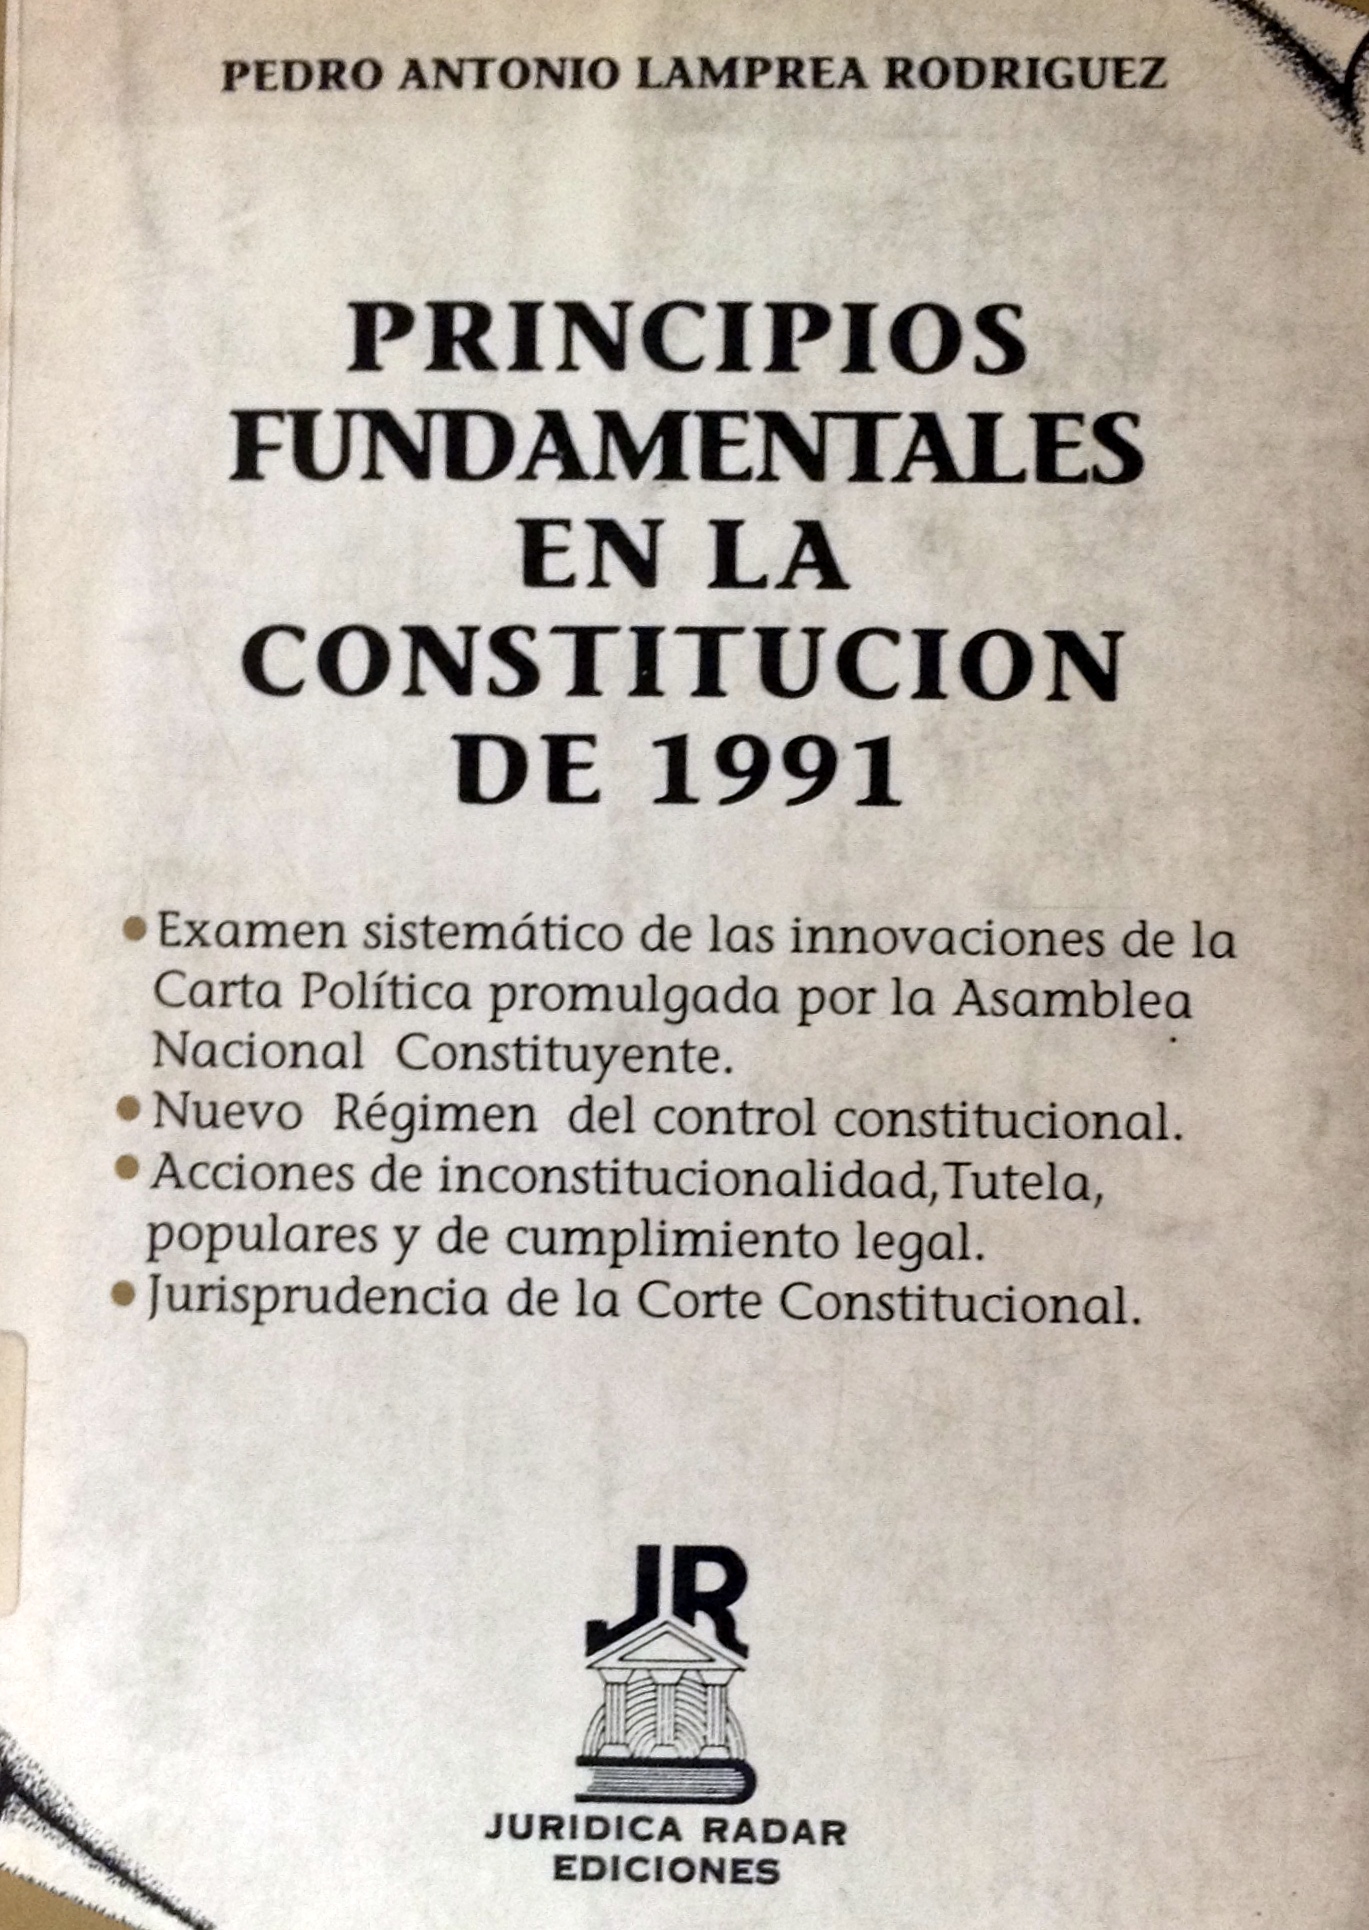 PEDRO ANTONIO LAMPREA RODRIGUEZ
PRINCIPIOS
FUNDAMENTALES
EN LA
CONSTITUCION
DE 1991
• Examen sistemático de las innovaciones de la
Carta Política promulgada por la Asamblea
Nacional Constituyente.
• Nuevo Régimen del control constitucional.
• Acciones de inconstitucionalidad, Tutela,
populares y de cumplimiento legal.
• Jurisprudencia de la Corte Constitucional.
JR
JURIDICA RADAR
EDICIONES